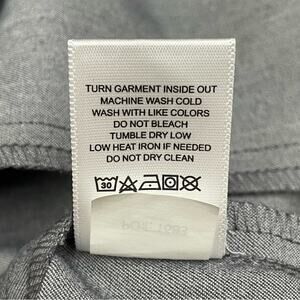 TURN GARMENT INSIDE OUT
MACHINE WASH COLD
WASH WITH LIKE COLORS
DO NOT BLEACH
TUMBLE DRY LOW
LOW HEAT IRON IF NEEDED
DO NOT DRY CLEAN
30